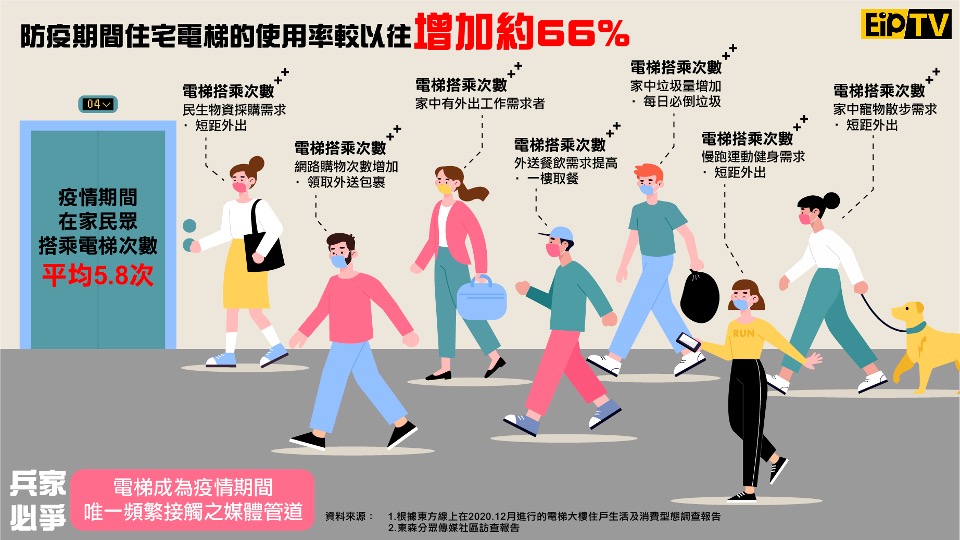 防疫期間住宅電梯的使用率較以往增加約66%
EipTV
04
疫情期間
在家民眾
搭乘電梯次數
平均5.8次
電梯搭乘次數++
民生物資採購需求
・短距外出
電梯搭乘次數++
網路購物次數增加
・領取外送包裹
電梯搭乘次數++
家中有外出工作需求者
電梯搭乘次數++
外送餐飲需求提高
・一樓取餐
電梯搭乘次數++
家中垃圾量增加
・每日必倒垃圾
電梯搭乘次數++
慢跑運動健身需求
・短距外出
電梯搭乘次數++
家中寵物散步需求
・短距外出
RUN
兵家
必爭
電梯成為疫情期間
唯一頻繁接觸之媒體管道
資料來源： 1.根據東方線上在2020.12月進行的電梯大樓住戶生活及消費型態調查報告
2.東森分眾傳媒社區訪查報告